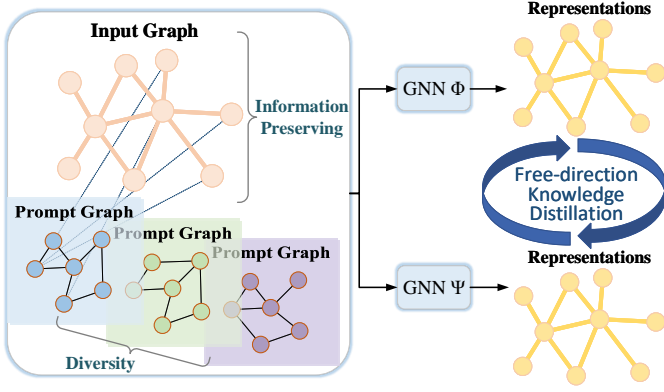 Input Graph
Information
Preserving
Prompt Graph
Prompt Graph
Prompt Graph
Diversity
GNN Φ
GNN Ψ
Representations
Free-direction
Knowledge
Distillation
Representations